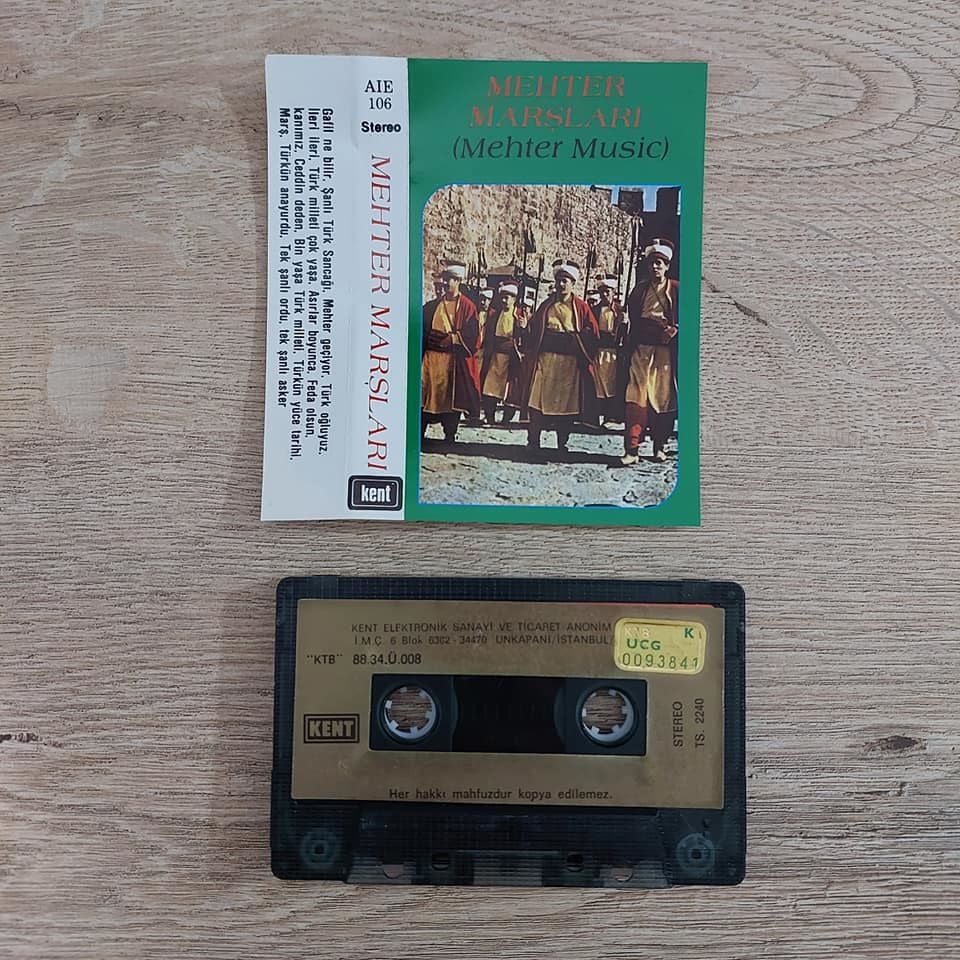 AIE
106
Stereo
MEHTER MARŞLARI
kent
Gafil ne bilir, Şanlı Türk Sancağı, Mehter geçiyor, Türk oğluyuz,
İleri ileri, Türk milleti çok yaşa, Asırlar boyunca, Feda olsun,
kanımız, Ceddin deden, Bin yaşa Türk milleti, Türkün yüce tarihi,
Marş, Türkün anayurdu, Tek şanlı ordu, tek şanlı asker
MEHTER
MARŞLARI
(Mehter Music)
KENT ELEKTRONİK SANAYİ VE TİCARET ANONİM
İ.M.Ç. 6 Blok 6362 - 34470 UNKAPANI/İSTANBUL/
"KTB" 88.34.Ü.008
KTB K
UCG
0093841
KENT
STEREO
TS. 2240
Her hakkı mahfuzdur kopya edilemez.